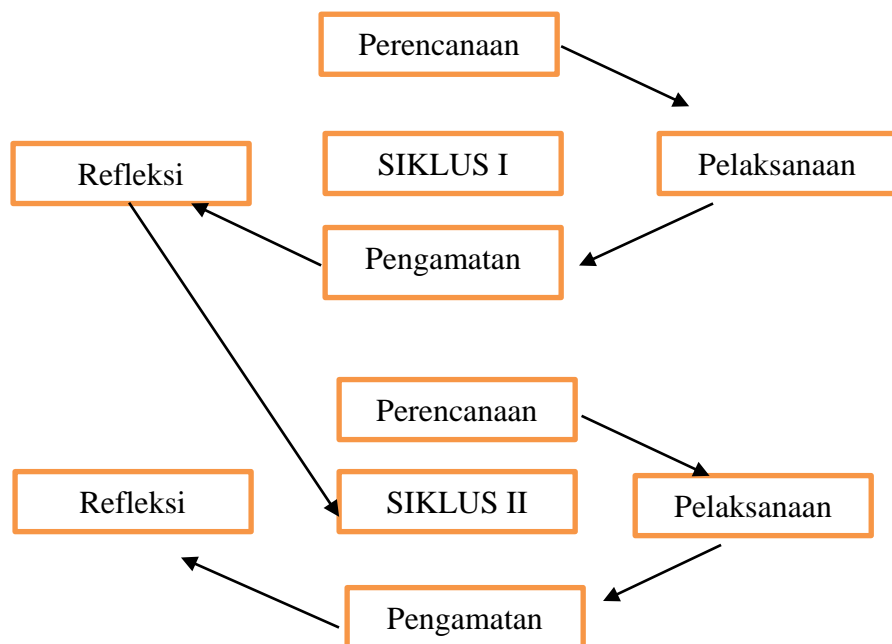 Perencanaan
Refleksi
SIKLUS I
Pelaksanaan
Pengamatan
Perencanaan
Refleksi
SIKLUS II
Pelaksanaan
Pengamatan